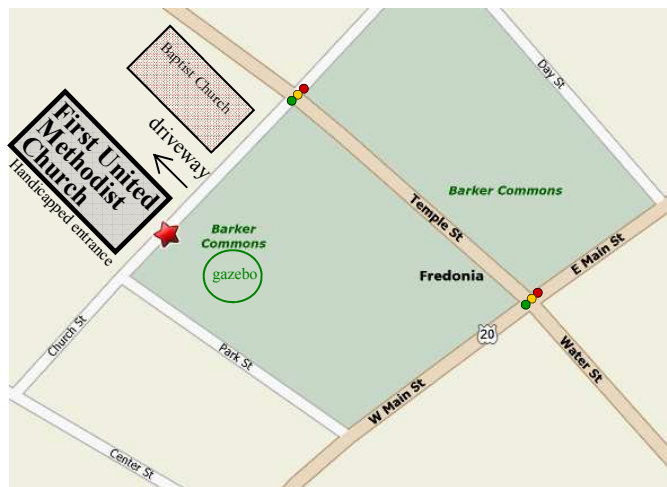 Baptist Church
First United
Methodist
Church
Handicapped entrance
driveway
Day St
Barker Commons
Temple St
Barker
Commons
gazebo
Fredonia
E Main St
20
Church St
Park St
Water St
W Main St
Center St